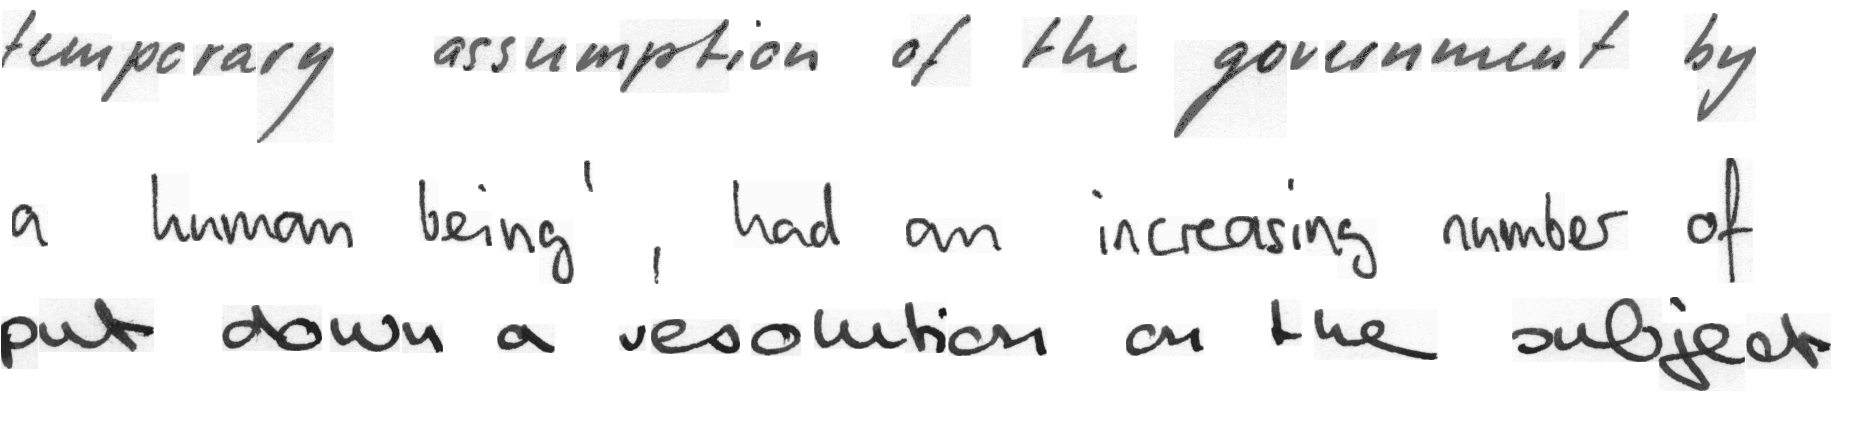 temporary assumption of the government by
a human being', had an increasing number of
put down a resolution on the subject